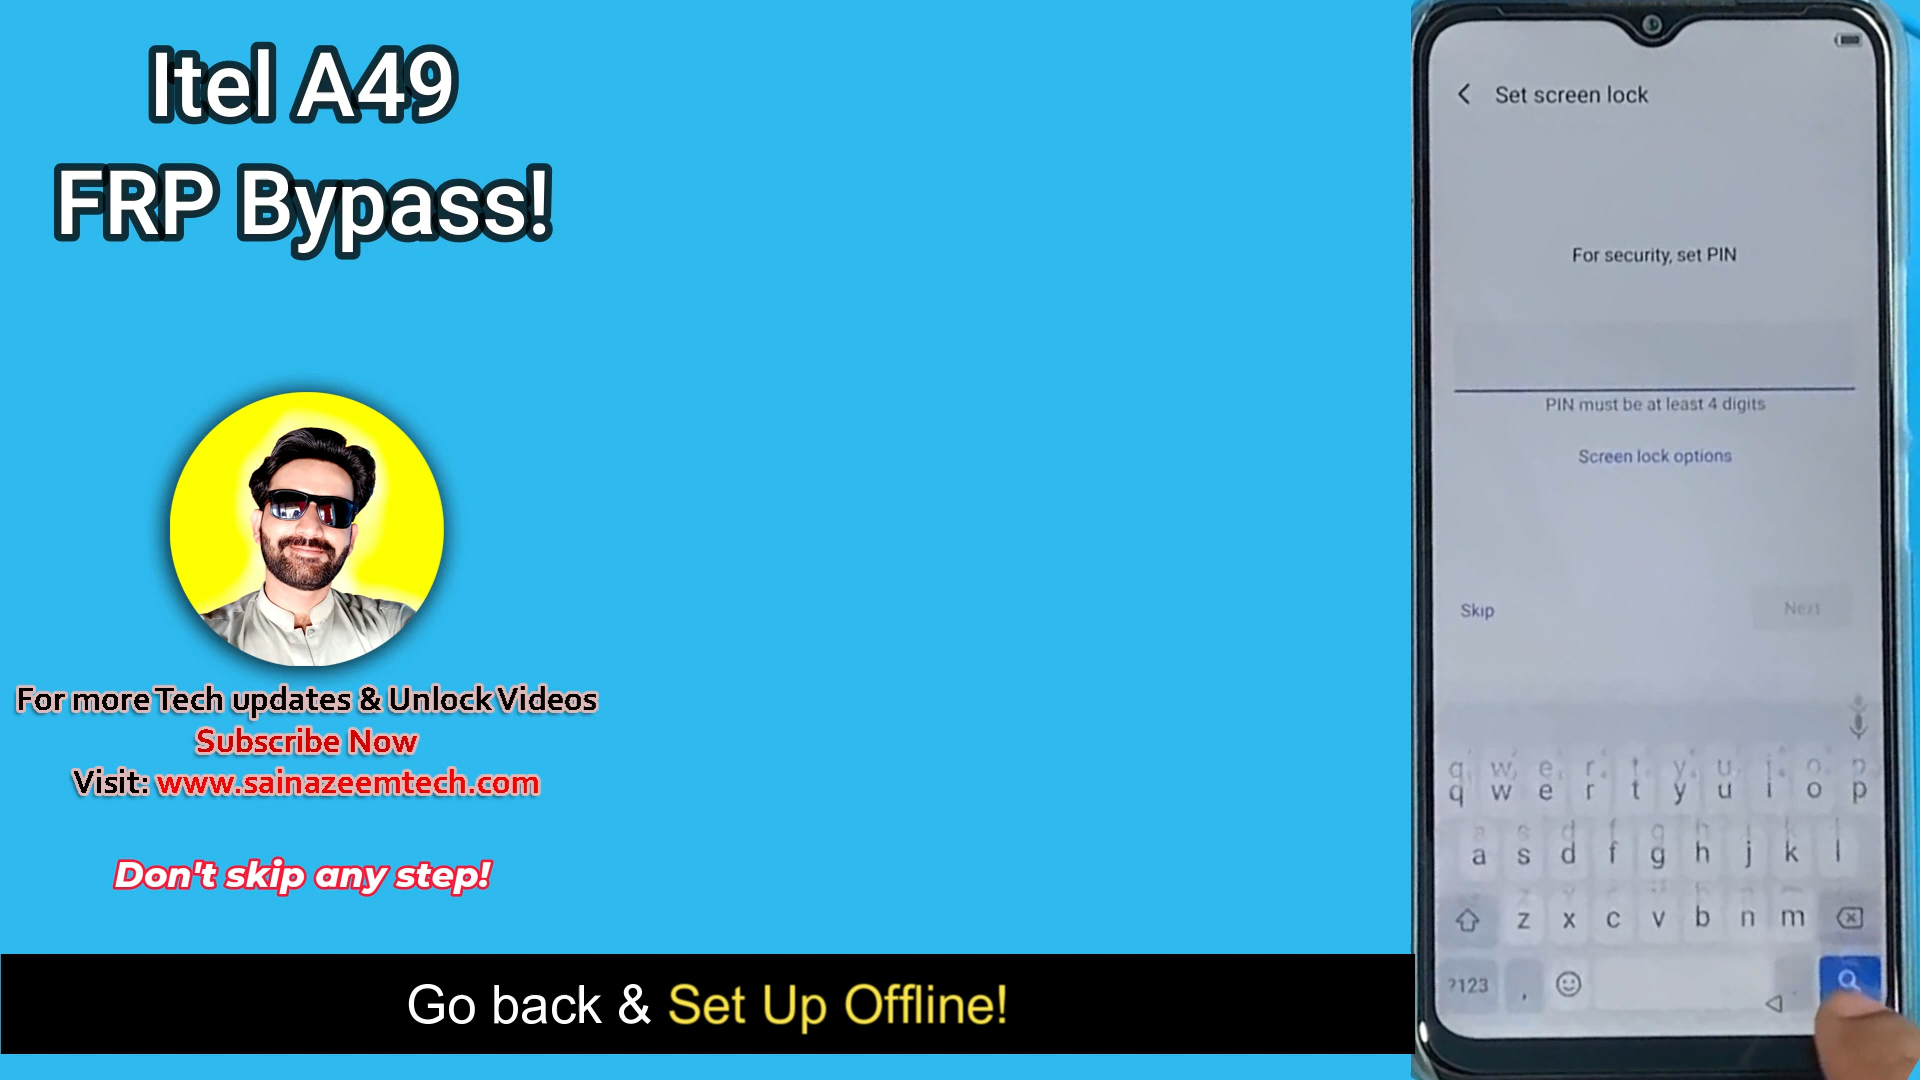 Itel A49
FRP Bypass!
For more Tech updates & Unlock Videos
Subscribe Now
Visit: www.sainazeemtech.com
Don't skip any step!
Go back & Set Up Offline!
Set screen lock
For security, set PIN
PIN must be at least 4 digits
Screen lock options
Skip
Next
q w e r t y u i o p
a s d f g h j k l
z x c v b n m
?123 ,